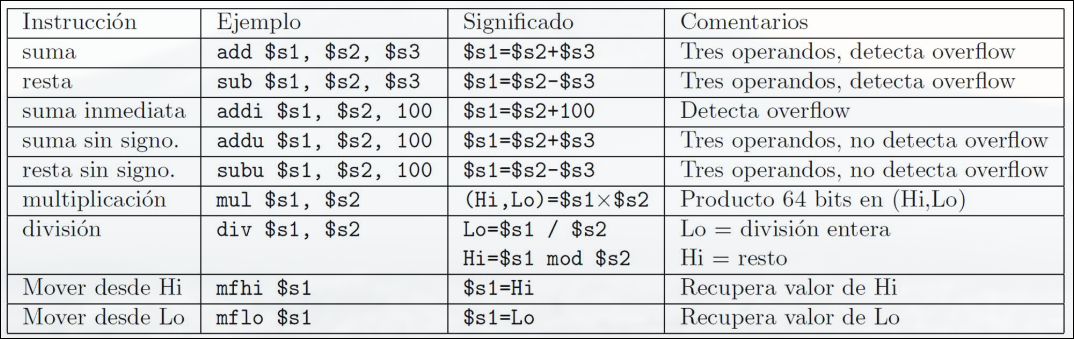 Instrucción Ejemplo Significado Comentarios
suma add $s1, $s2, $s3 $s1=$s2+$s3 Tres operandos, detecta overflow
resta sub $s1, $s2, $s3 $s1=$s2-$s3 Tres operandos, detecta overflow
suma inmediata addi $s1, $s2, 100 $s1=$s2+100 Detecta overflow
suma sin signo. addu $s1, $s2, 100 $s1=$s2+$s3 Tres operandos, no detecta overflow
resta sin signo. subu $s1, $s2, 100 $s1=$s2-$s3 Tres operandos, no detecta overflow
multiplicación mul $s1, $s2 (Hi,Lo)=$s1×$s2 Producto 64 bits en (Hi,Lo)
división div $s1, $s2 Lo=$s1 / $s2 Lo = división entera
Hi=$s1 mod $s2 Hi = resto
Mover desde Hi mfhi $s1 $s1=Hi Recupera valor de Hi
Mover desde Lo mflo $s1 $s1=Lo Recupera valor de Lo